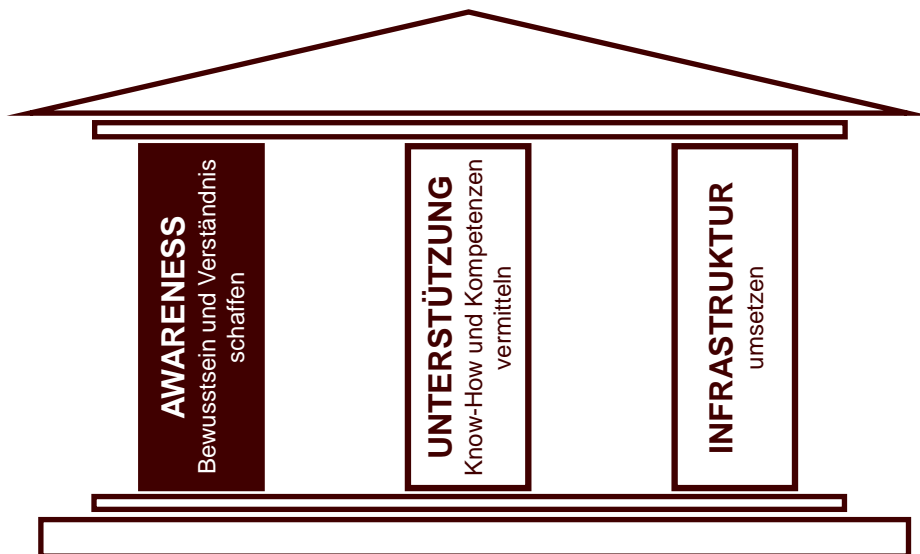 AWARENESS
Bewusstsein und Verständnis
schaffen
UNTERSTÜTZUNG
Know-How und Kompetenzen
vermitteln
INFRASTRUKTUR
umsetzen